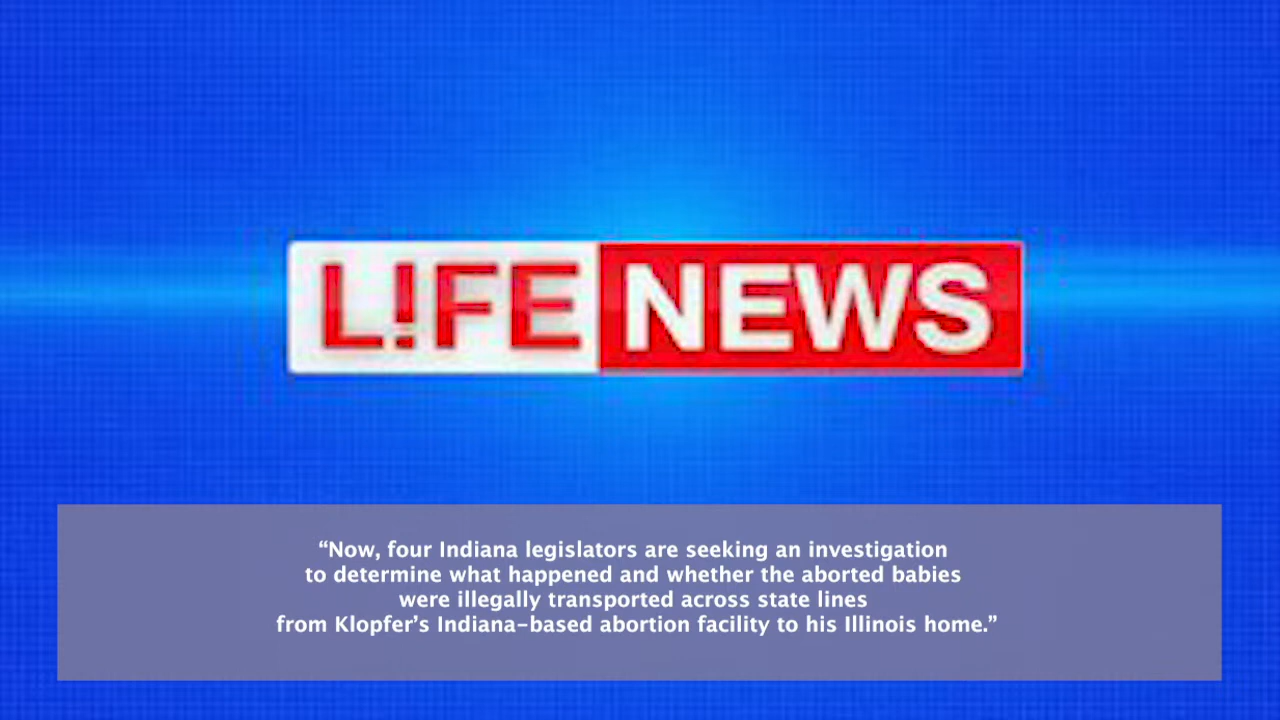 L!FE NEWS
“Now, four Indiana legislators are seeking an investigation
to determine what happened and whether the aborted babies
were illegally transported across state lines
from Klopfer’s Indiana-based abortion facility to his Illinois home.”